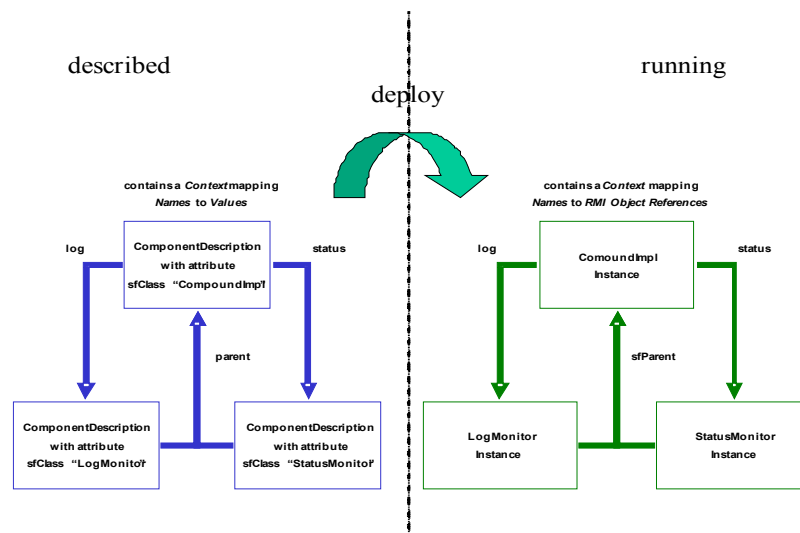 described
running
deploy
contains a Context mapping
Names to Values
contains a Context mapping
Names to RMI Object References
log
ComponentDescription
with attribute
sfClass “CompoundImpl”
status
log
ComoundImpl
Instance
status
parent
sfParent
ComponentDescription
with attribute
sfClass “LogMonitor”
ComponentDescription
with attribute
sfClass “StatusMonitor”
LogMonitor
Instance
StatusMonitor
Instance